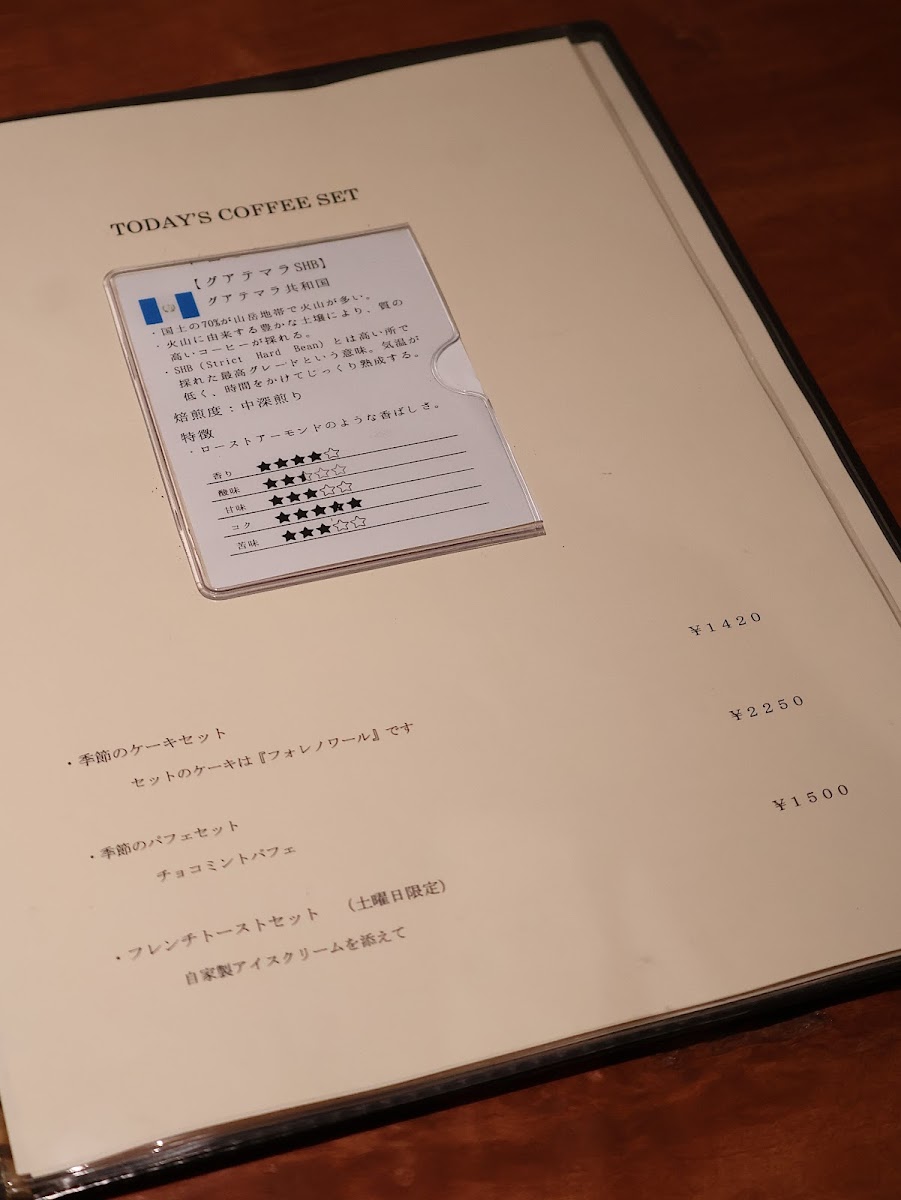 TODAY'S COFFEE SET
【グアテマラSHB】
グアテマラ共和国
・国土の70%が山岳地帯で火山が多い。
・火山に由来する豊かな土壌により、質の
高いコーヒーが採れる。
・SHB（Strict Hard Bean）とは高い所で
採れた最高グレードという意味。気温が
低く、時間をかけてじっくり熟成する。
焙煎度：中深煎り
特徴
・ローストアーモンドのような香ばしさ。
香り ★★★★☆
酸味 ★★⯪☆☆
甘味 ★★★☆☆
コク ★★★★★
苦味 ★★★☆☆
・季節のケーキセット ¥1420
セットのケーキは『フォレノワール』です
・季節のパフェセット ¥2250
チョコミントパフェ
・フレンチトーストセット （土曜日限定） ¥1500
自家製アイスクリームを添えて